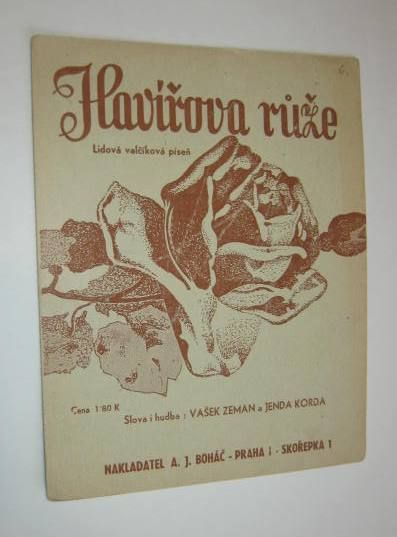 6.
Havířova růže
Lidová valčíková píseň
Cena 1'80 K
Slova i hudba : VAŠEK ZEMAN a JENDA KORDA
NAKLADATEL A. J. BOHÁČ - PRAHA I - SKOŘEPKA 1